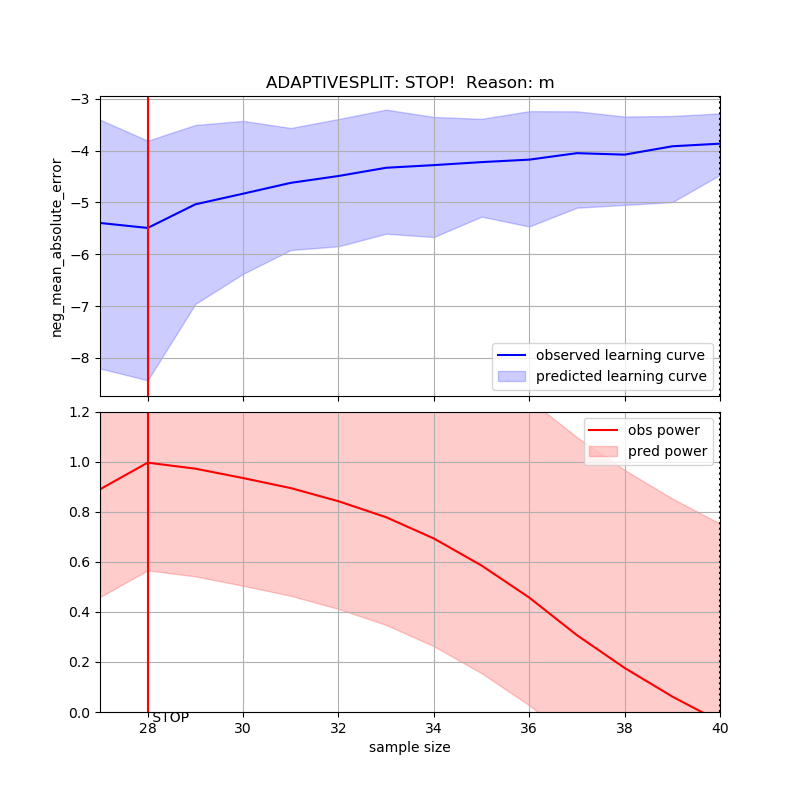 ADAPTIVESPLIT: STOP!  Reason: m
neg_mean_absolute_error
−3
−4
−5
−6
−7
−8
observed learning curve
predicted learning curve
1.2
1.0
0.8
0.6
0.4
0.2
0.0
obs power
pred power
STOP
28 30 32 34 36 38 40
sample size